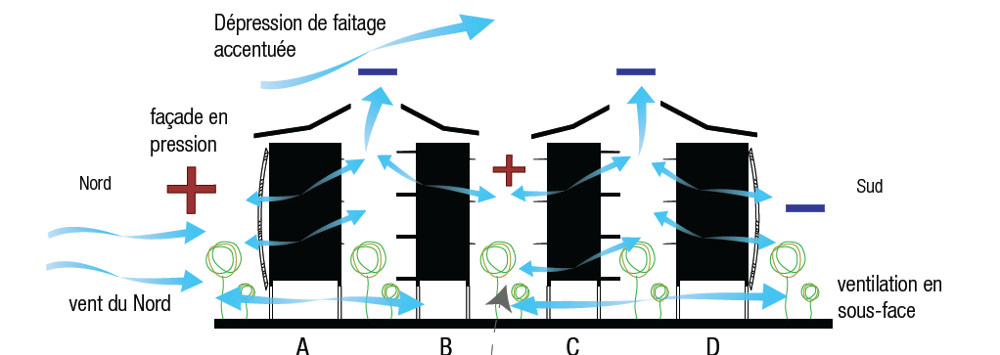 Dépression de faitage
accentuée
façade en
pression
Nord
Sud
vent du Nord
ventilation en
sous-face
A B C D